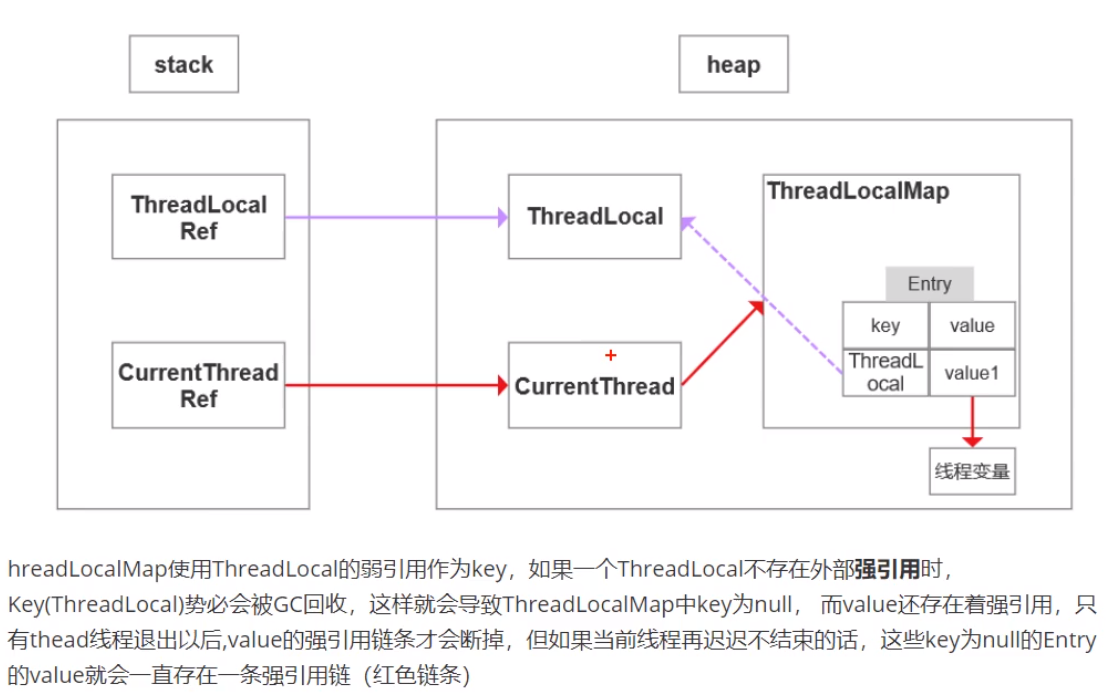 stack
heap
ThreadLocal
Ref
ThreadLocal
ThreadLocalMap
Entry
key
value
ThreadL
ocal
value1
CurrentThread
Ref
CurrentThread
线程变量
hreadLocalMap使用ThreadLocal的弱引用作为key，如果一个ThreadLocal不存在外部强引用时，
Key(ThreadLocal)势必会被GC回收，这样就会导致ThreadLocalMap中key为null， 而value还存在着强引用，只
有thead线程退出以后,value的强引用链条才会断掉，但如果当前线程再迟迟不结束的话，这些key为null的Entry
的value就会一直存在一条强引用链（红色链条）